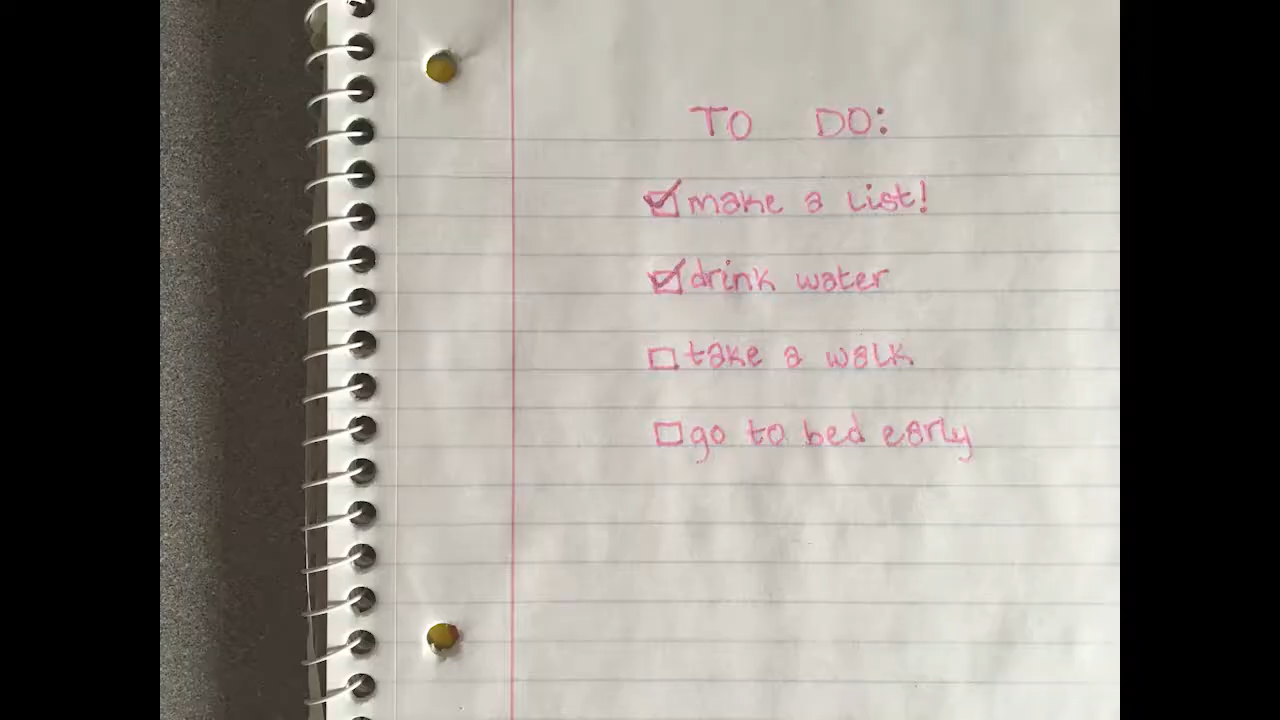 TO DO:
☑ make a list!
☑ drink water
☐ take a walk
☐ go to bed early